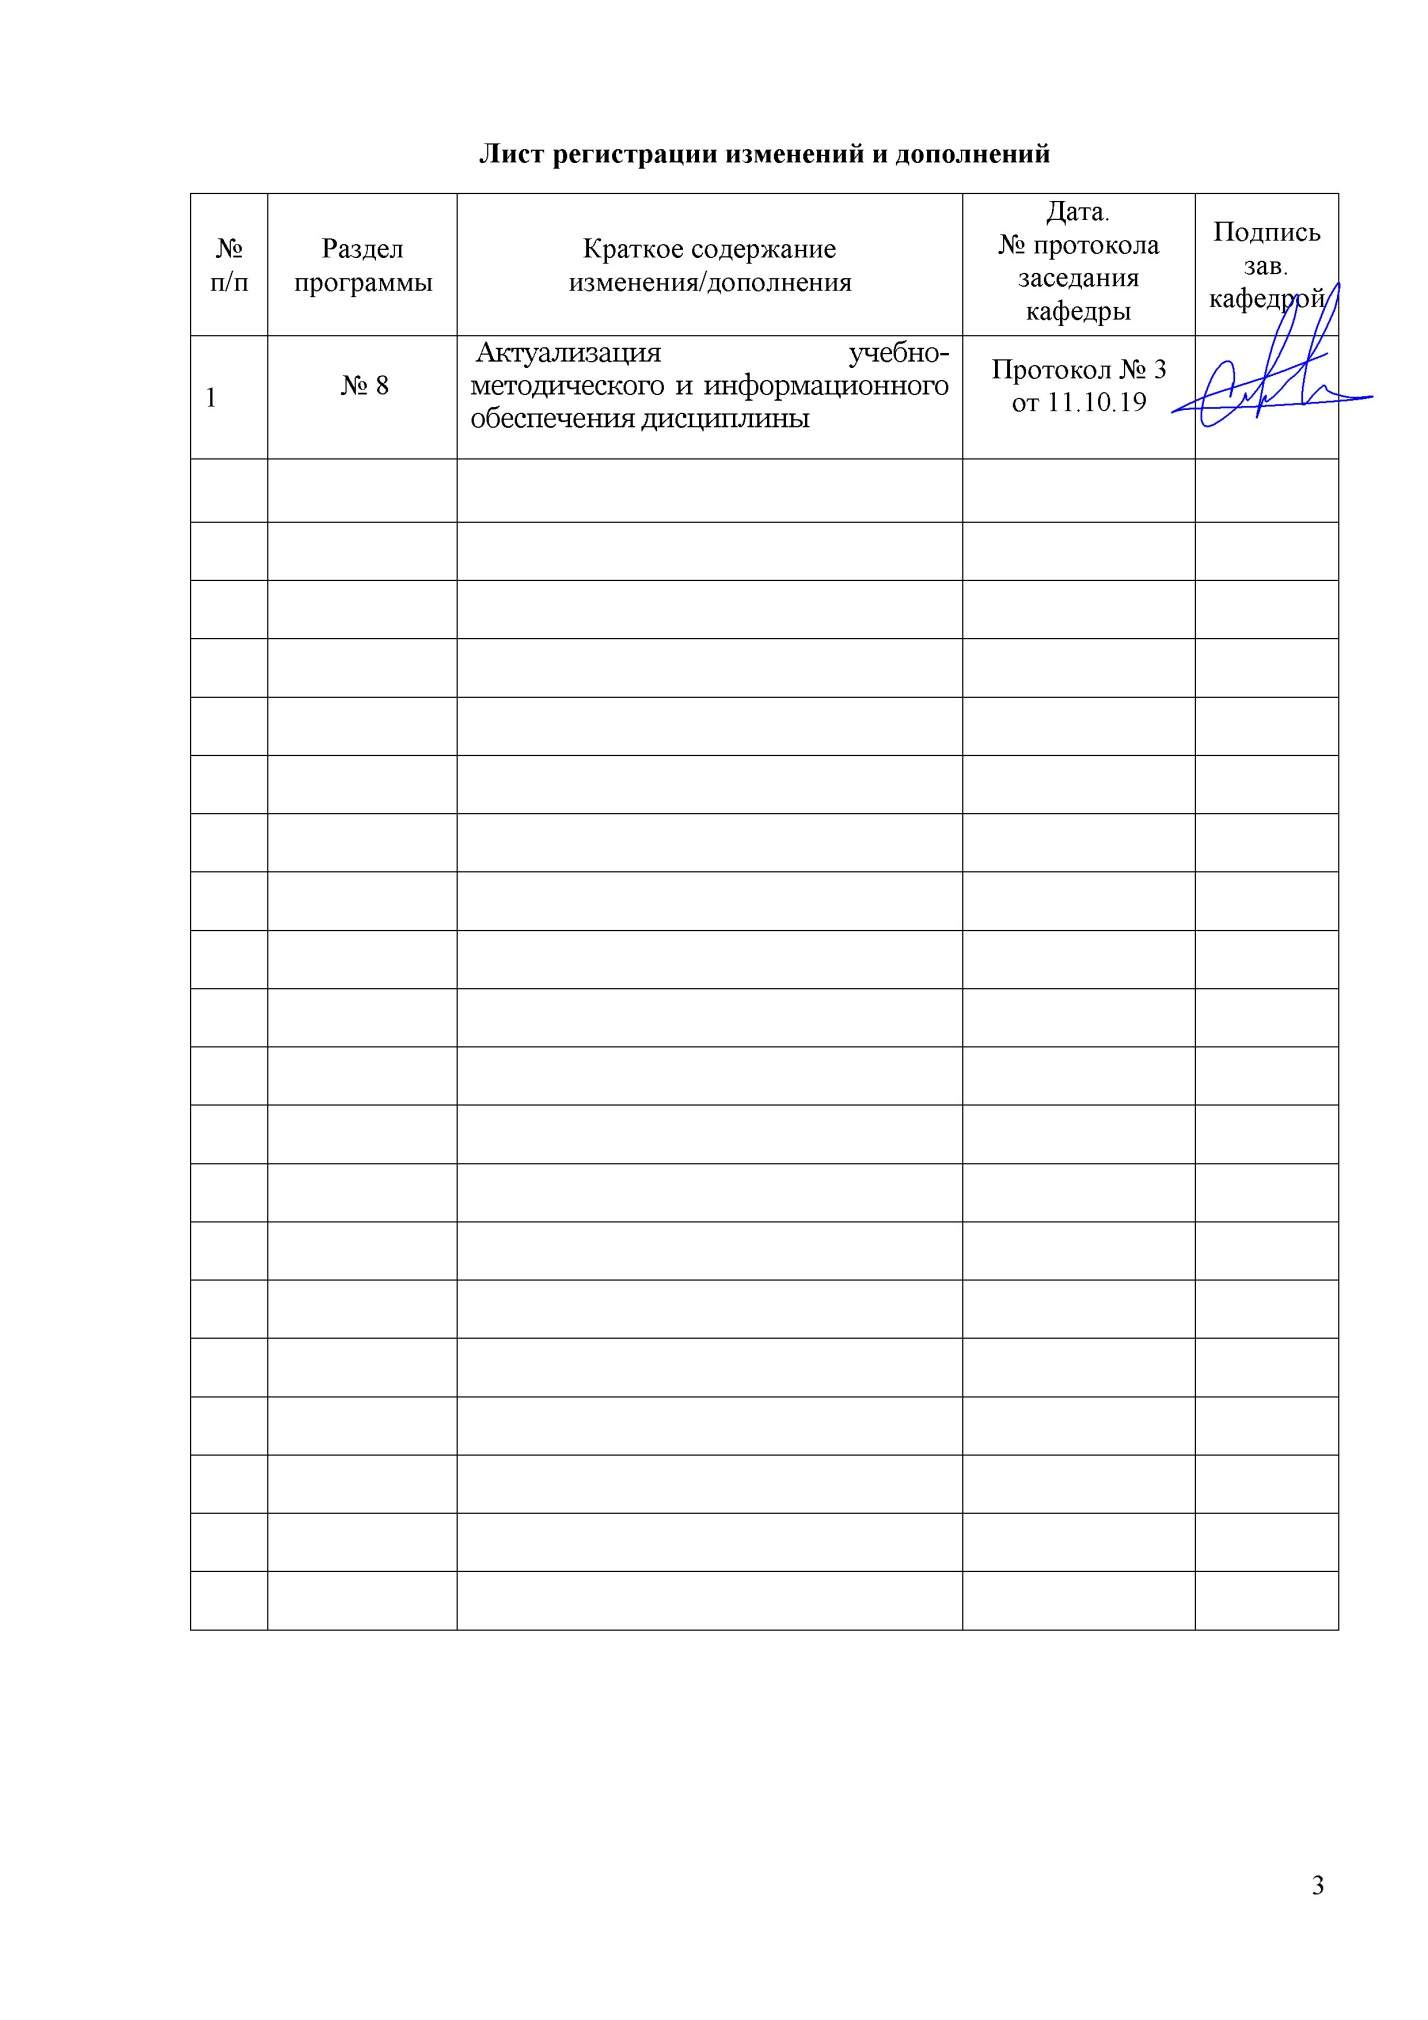 Лист регистрации изменений и дополнений
№
п/п
Раздел
программы
Краткое содержание
изменения/дополнения
Дата.
№ протокола
заседания
кафедры
Подпись
зав.
кафедрой
1
№ 8
Актуализация учебно-
методического и информационного
обеспечения дисциплины
Протокол № 3
от 11.10.19
3